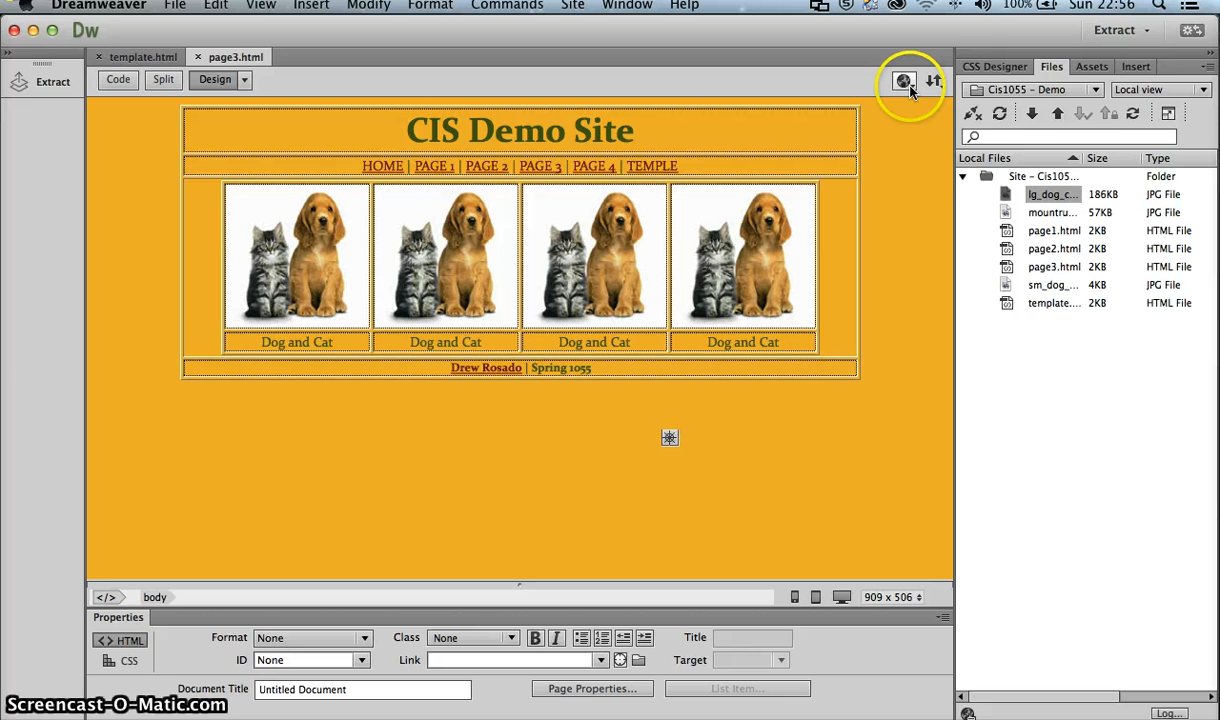 Dreamweaver File Edit View Insert Modify Format Commands Site Window Help 100% Sun 22:56
Dw Extract
template.html page3.html
CSS Designer Files Assets Insert
Extract Code Split Design
Cis1055 - Demo Local view
CIS Demo Site
HOME | PAGE 1 | PAGE 2 | PAGE 3 | PAGE 4 | TEMPLE
Dog and Cat Dog and Cat Dog and Cat Dog and Cat
Drew Rosado | Spring 1055
Local Files Size Type
Site - Cis105... Folder
lg_dog_c... 186KB JPG File
mountru... 57KB JPG File
page1.html 2KB HTML File
page2.html 2KB HTML File
page3.html 2KB HTML File
sm_dog_... 4KB JPG File
template.... 2KB HTML File
</> body 909 x 506
Properties
<> HTML Format None Class None B I Title
CSS ID None Link Target
Document Title Untitled Document Page Properties... List Item...
Screencast-O-Matic.com Log...